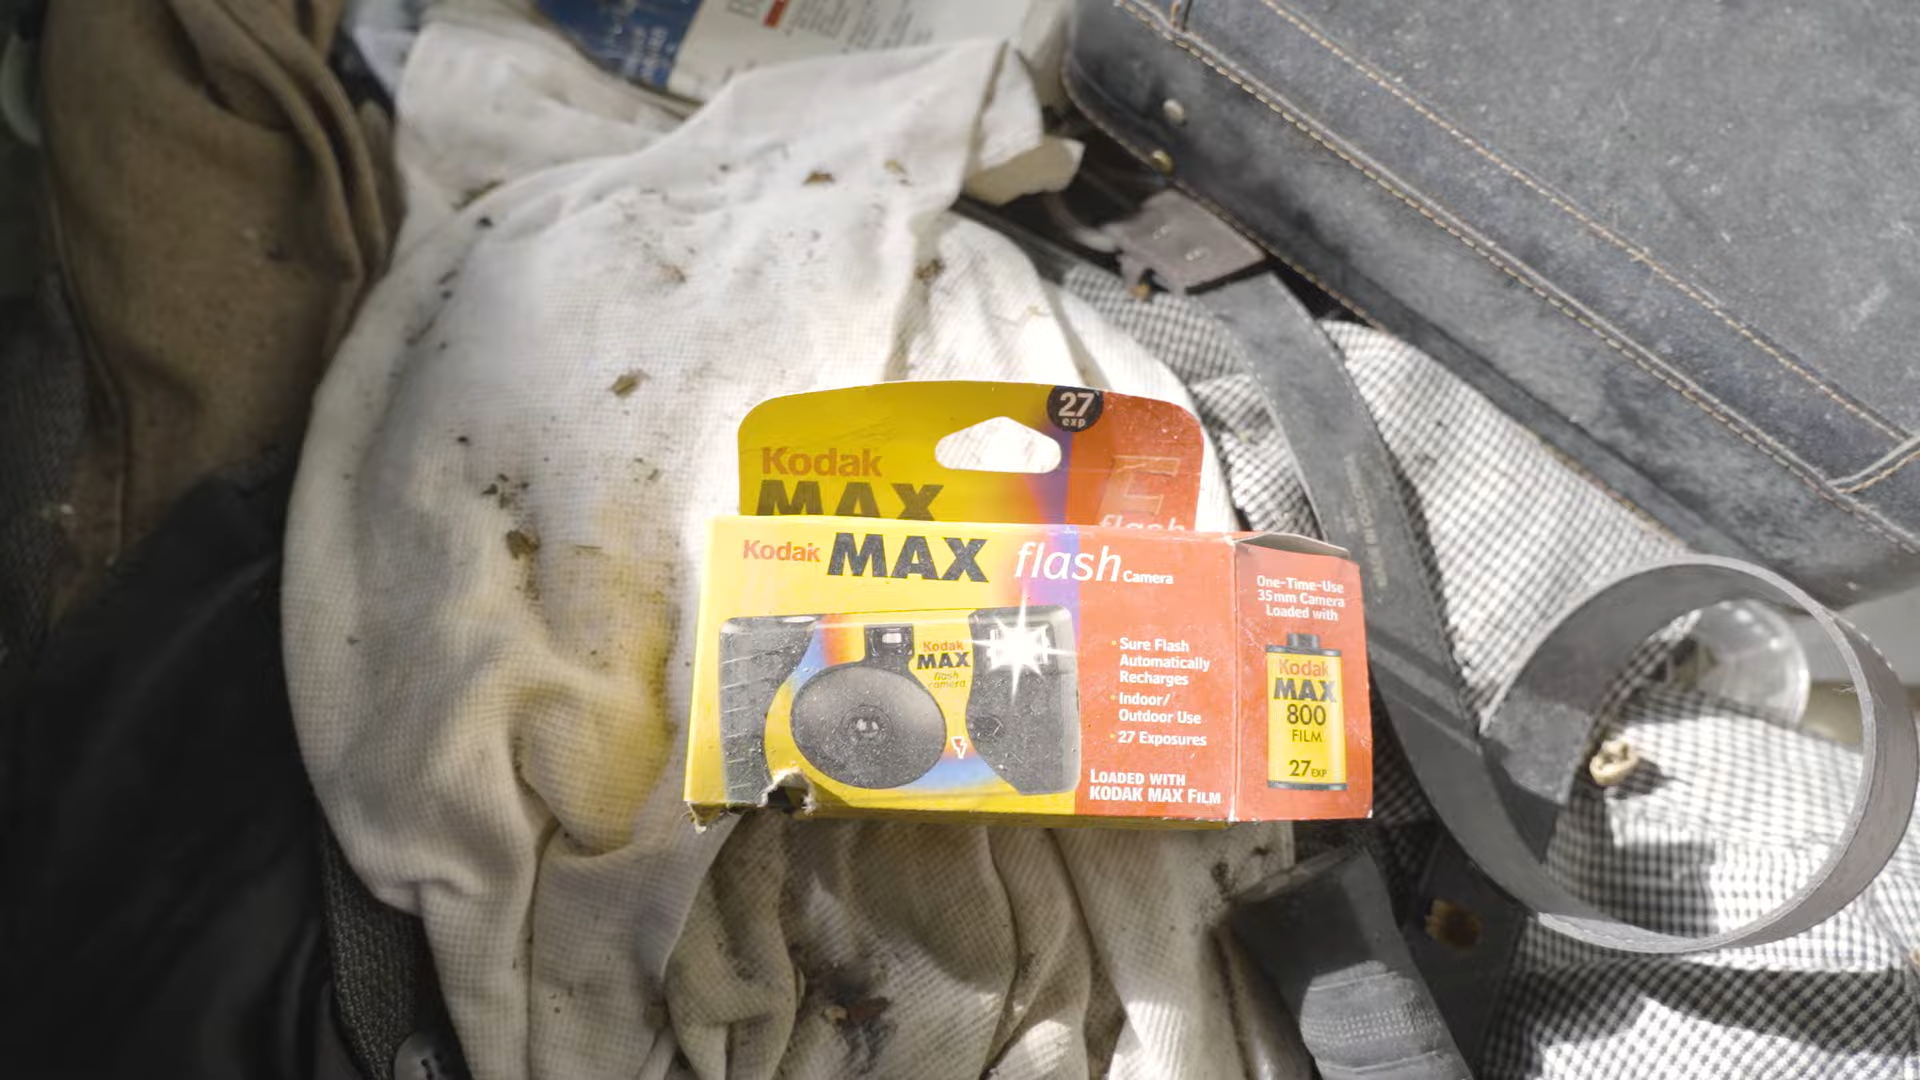 27
exp
Kodak
MAX
flash
Kodak MAX flash Camera
Kodak
MAX
flash
camera
• Sure Flash
Automatically
Recharges
• Indoor/
Outdoor Use
• 27 Exposures
LOADED WITH
KODAK MAX FILM
One-Time-Use
35mm Camera
Loaded with
Kodak
MAX
800
FILM
27 EXP